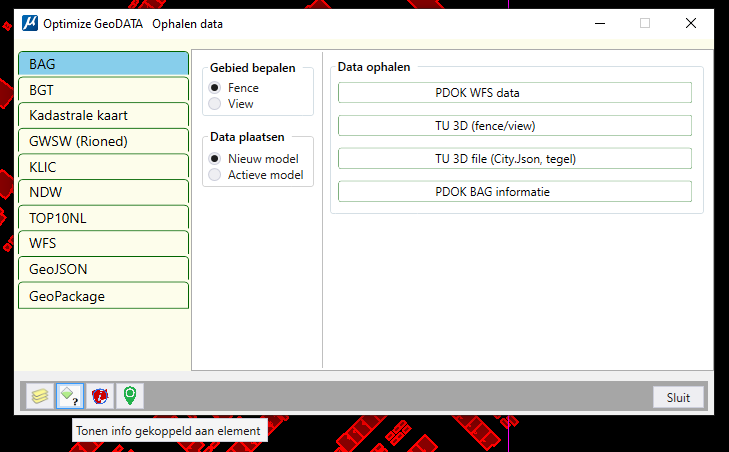 µ Optimize GeoDATA Ophalen data
BAG
BGT
Kadastrale kaart
GWSW (Rioned)
KLIC
NDW
TOP10NL
WFS
GeoJSON
GeoPackage
Gebied bepalen
Fence
View
Data plaatsen
Nieuw model
Actieve model
Data ophalen
PDOK WFS data
TU 3D (fence/view)
TU 3D file (CityJson, tegel)
PDOK BAG informatie
?
i
Sluit
Tonen info gekoppeld aan element